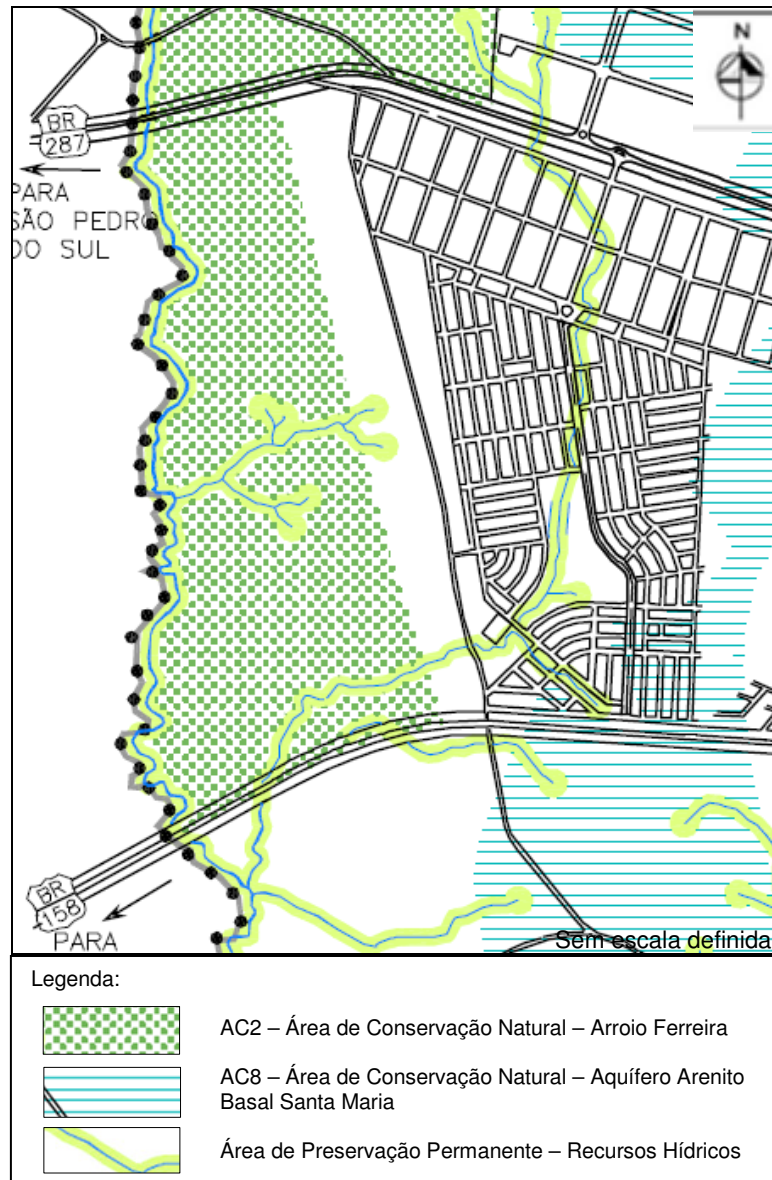 N
BR
287
PARA
SÃO PEDRO
DO SUL
BR
158
PARA
Sem escala definida
Legenda:
AC2 – Área de Conservação Natural – Arroio Ferreira
AC8 – Área de Conservação Natural – Aquífero Arenito
Basal Santa Maria
Área de Preservação Permanente – Recursos Hídricos